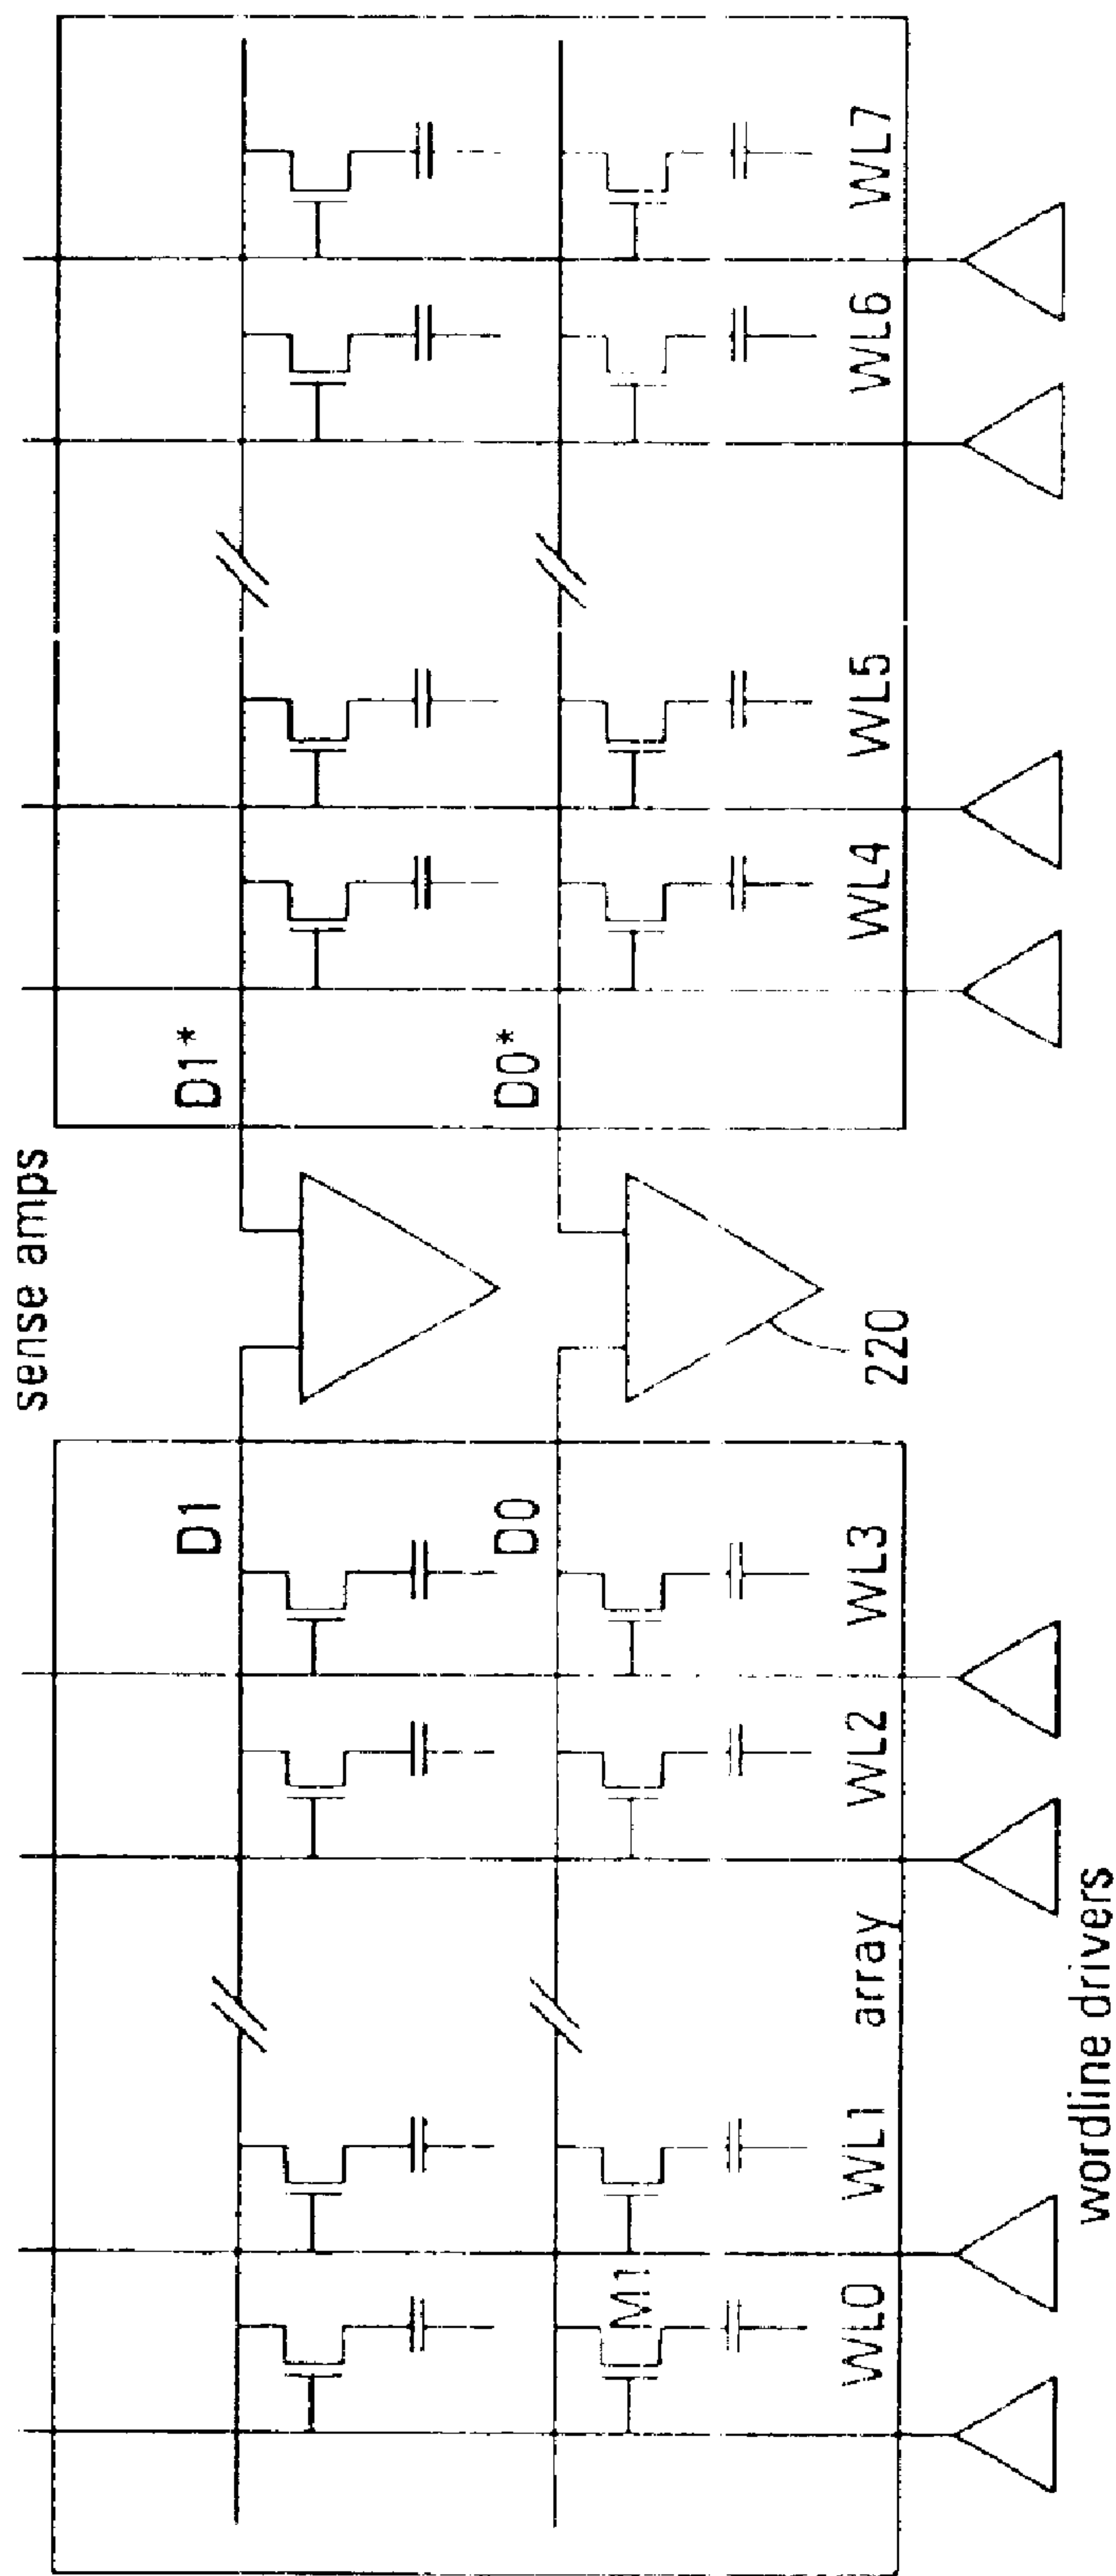 sense amps
D1
D1*
D0
D0*
M1
220
WL0
WL1
array
WL2
WL3
WL4
WL5
WL6
WL7
wordline drivers